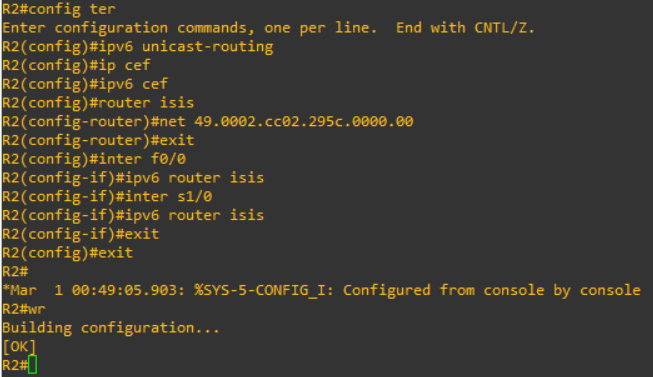 R2#config ter
Enter configuration commands, one per line.  End with CNTL/Z.
R2(config)#ipv6 unicast-routing
R2(config)#ip cef
R2(config)#ipv6 cef
R2(config)#router isis
R2(config-router)#net 49.0002.cc02.295c.0000.00
R2(config-router)#exit
R2(config)#inter f0/0
R2(config-if)#ipv6 router isis
R2(config-if)#inter s1/0
R2(config-if)#ipv6 router isis
R2(config-if)#exit
R2(config)#exit
R2#
*Mar  1 00:49:05.903: %SYS-5-CONFIG_I: Configured from console by console
R2#wr
Building configuration...
[OK]
R2#